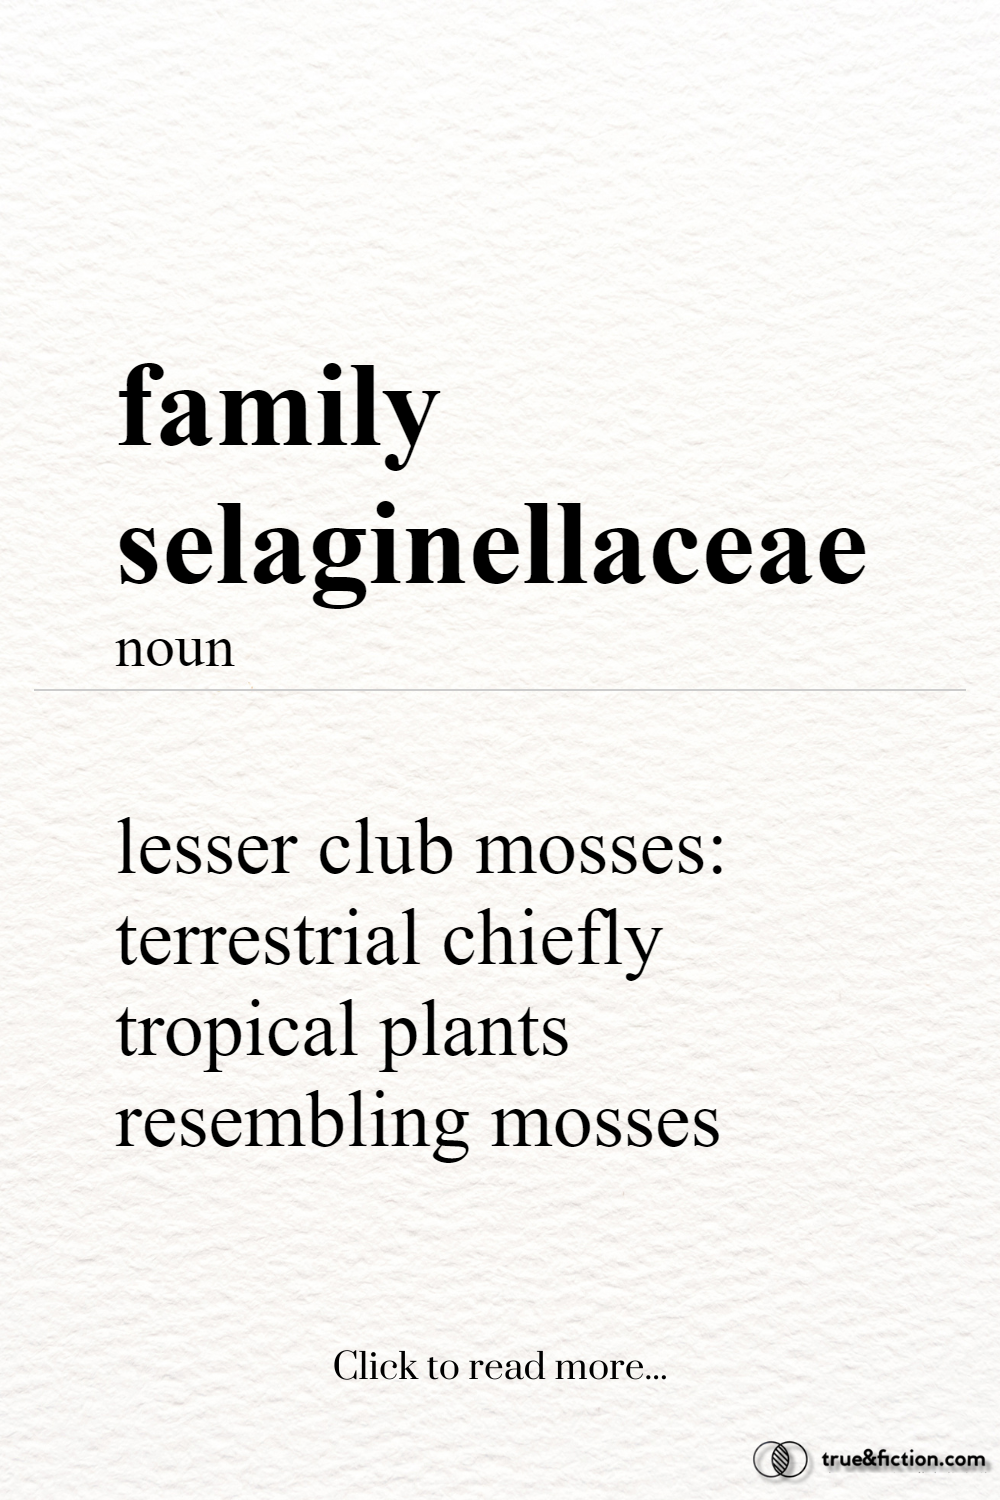 family
selaginellaceae
noun
lesser club mosses:
terrestrial chiefly
tropical plants
resembling mosses
Click to read more...
true&fiction.com